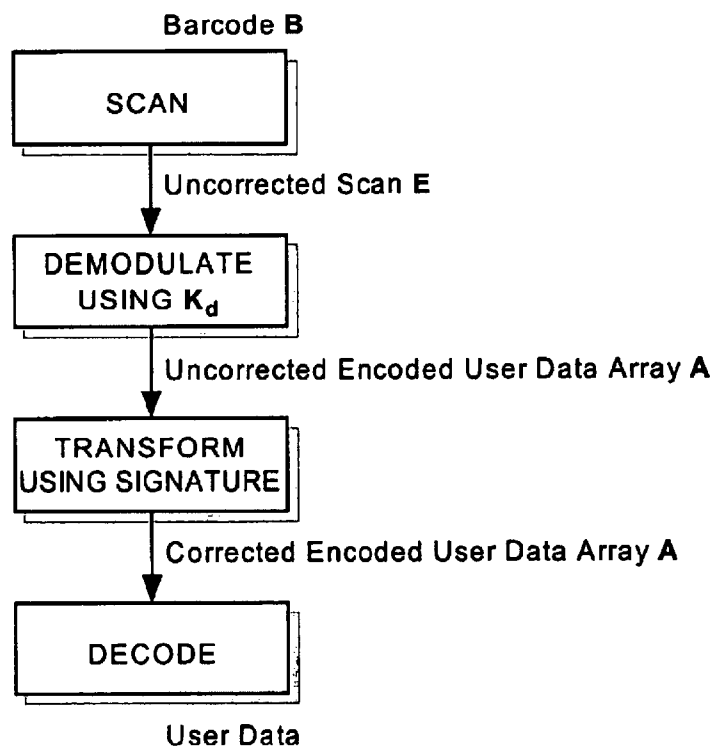 Barcode B
SCAN
Uncorrected Scan E
DEMODULATE
USING Kd
Uncorrected Encoded User Data Array A
TRANSFORM
USING SIGNATURE
Corrected Encoded User Data Array A
DECODE
User Data